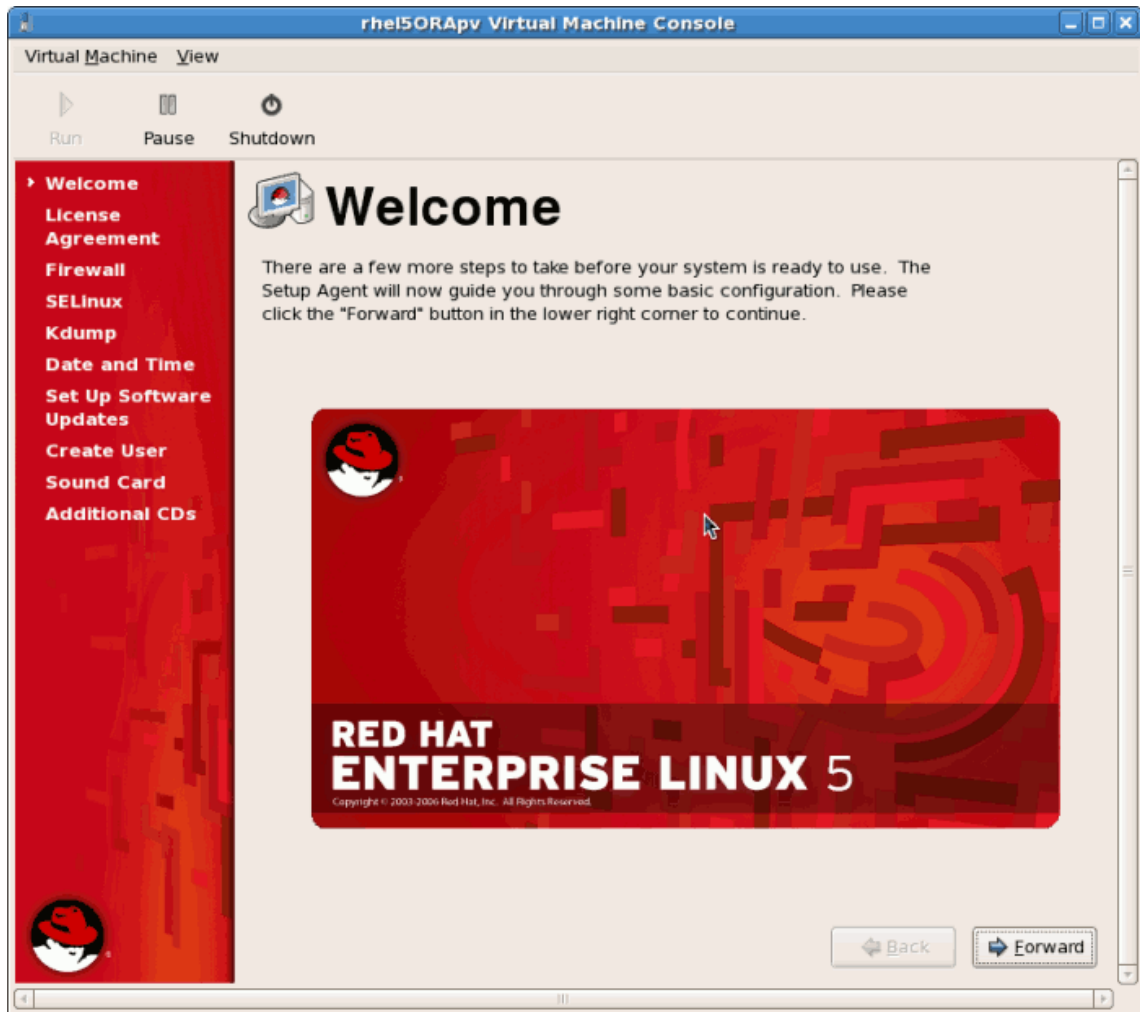 rhel5ORApv Virtual Machine Console
Virtual Machine View
Run Pause Shutdown
Welcome
License
Agreement
Firewall
SELinux
Kdump
Date and Time
Set Up Software
Updates
Create User
Sound Card
Additional CDs
Welcome
There are a few more steps to take before your system is ready to use. The
Setup Agent will now guide you through some basic configuration. Please
click the "Forward" button in the lower right corner to continue.
RED HAT
ENTERPRISE LINUX 5
Copyright © 2003-2006 Red Hat, Inc. All Rights Reserved.
Back Forward